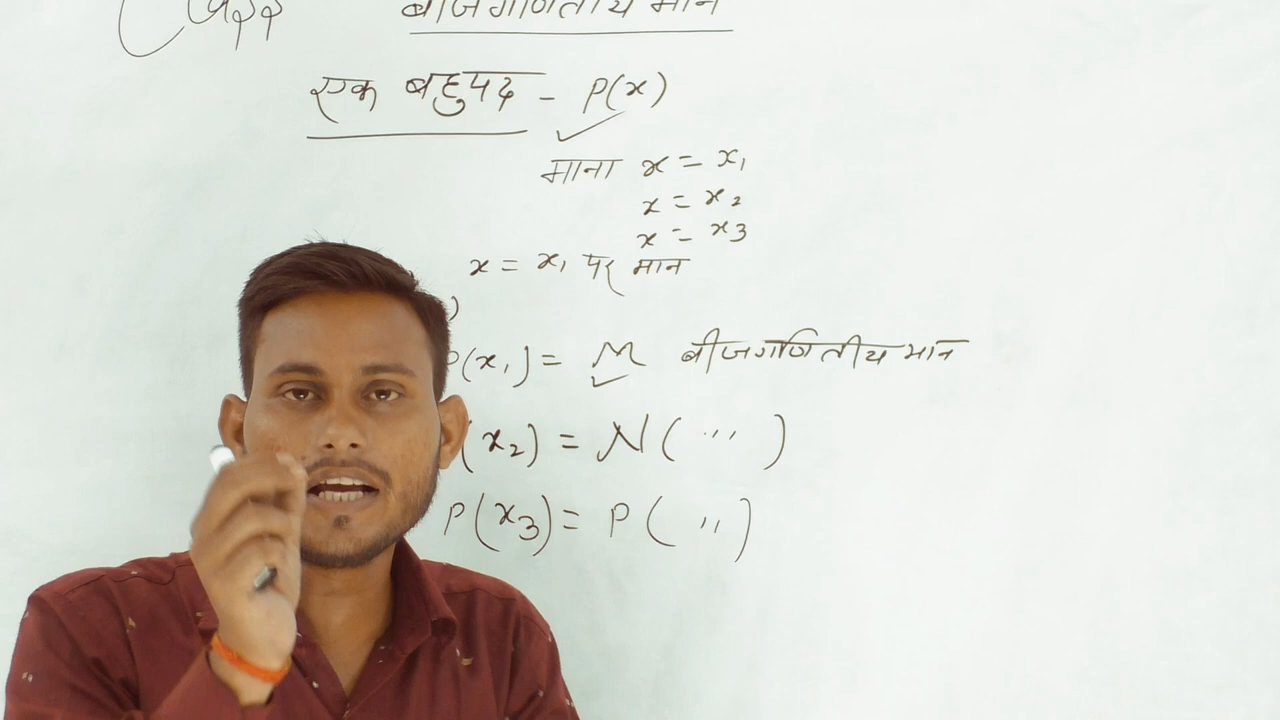 बीजगणितीय मान
एक बहुपद - P(x)
माना x = x₁
x = x₂
x = x₃
x = x₁ पर मान
)
P(x₁) = M बीजगणितीय मान
(x₂) = N ( ,,, )
P(x₃) = P ( ,, )